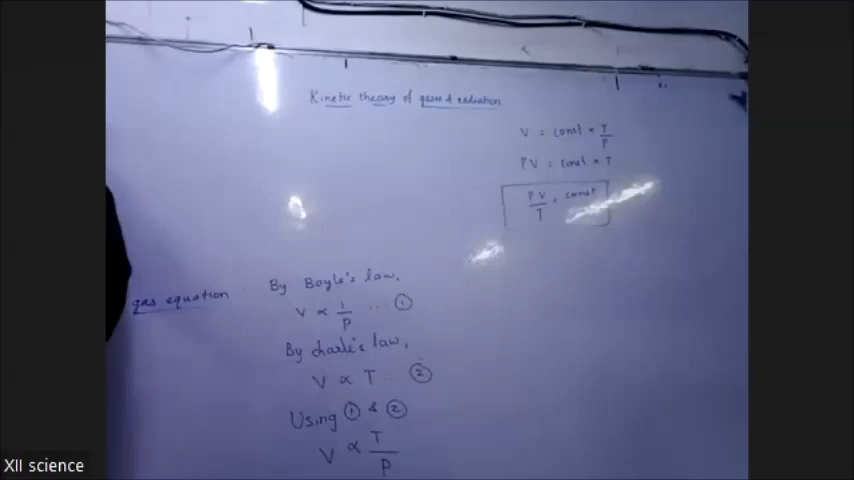 Kinetic theory of gases & radiation
V = const × T/P
PV = const × T
PV/T = const
gas equation
By Boyle's law,
V ∝ 1/P ... ①
By charle's law,
V ∝ T .. ②
Using ① & ②
V ∝ T/P
XII science